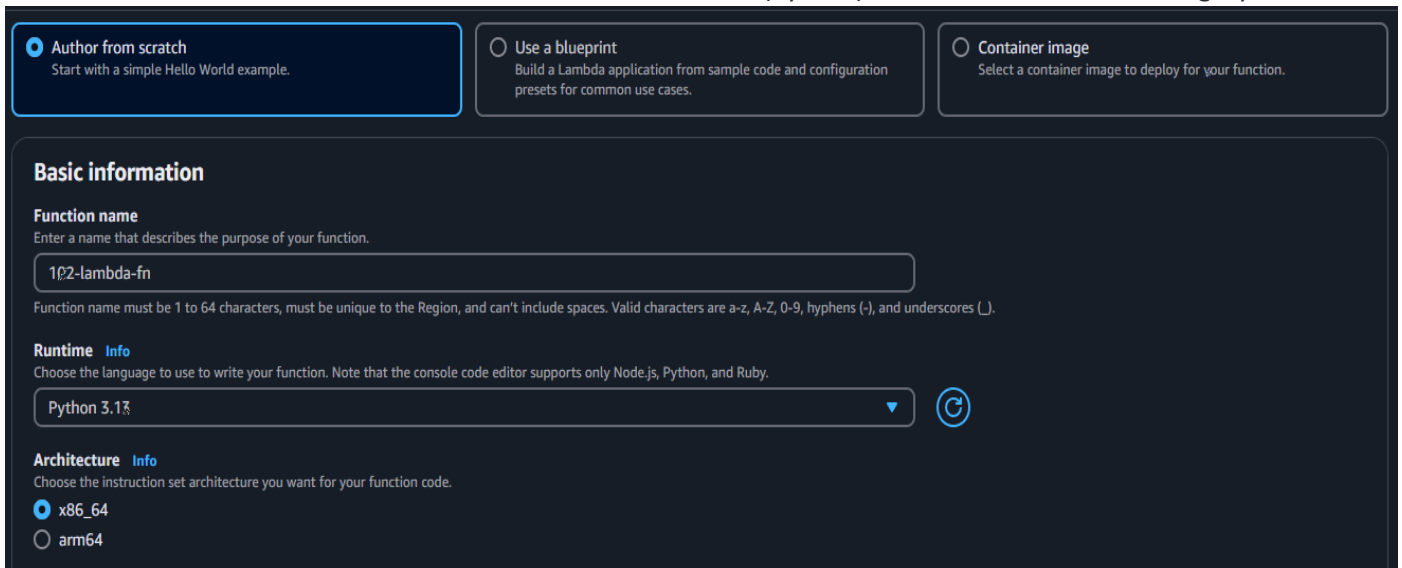 Author from scratch
Start with a simple Hello World example.
Use a blueprint
Build a Lambda application from sample code and configuration
presets for common use cases.
Container image
Select a container image to deploy for your function.
Basic information
Function name
Enter a name that describes the purpose of your function.
-lambda-fn
Function name must be 1 to 64 characters, must be unique to the Region, and can't include spaces. Valid characters are a-z, A-Z, 0-9, hyphens (-), and underscores (_).
Runtime Info
Choose the language to use to write your function. Note that the console code editor supports only Node.js, Python, and Ruby.
Python
Architecture Info
Choose the instruction set architecture you want for your function code.
x86_64
arm64